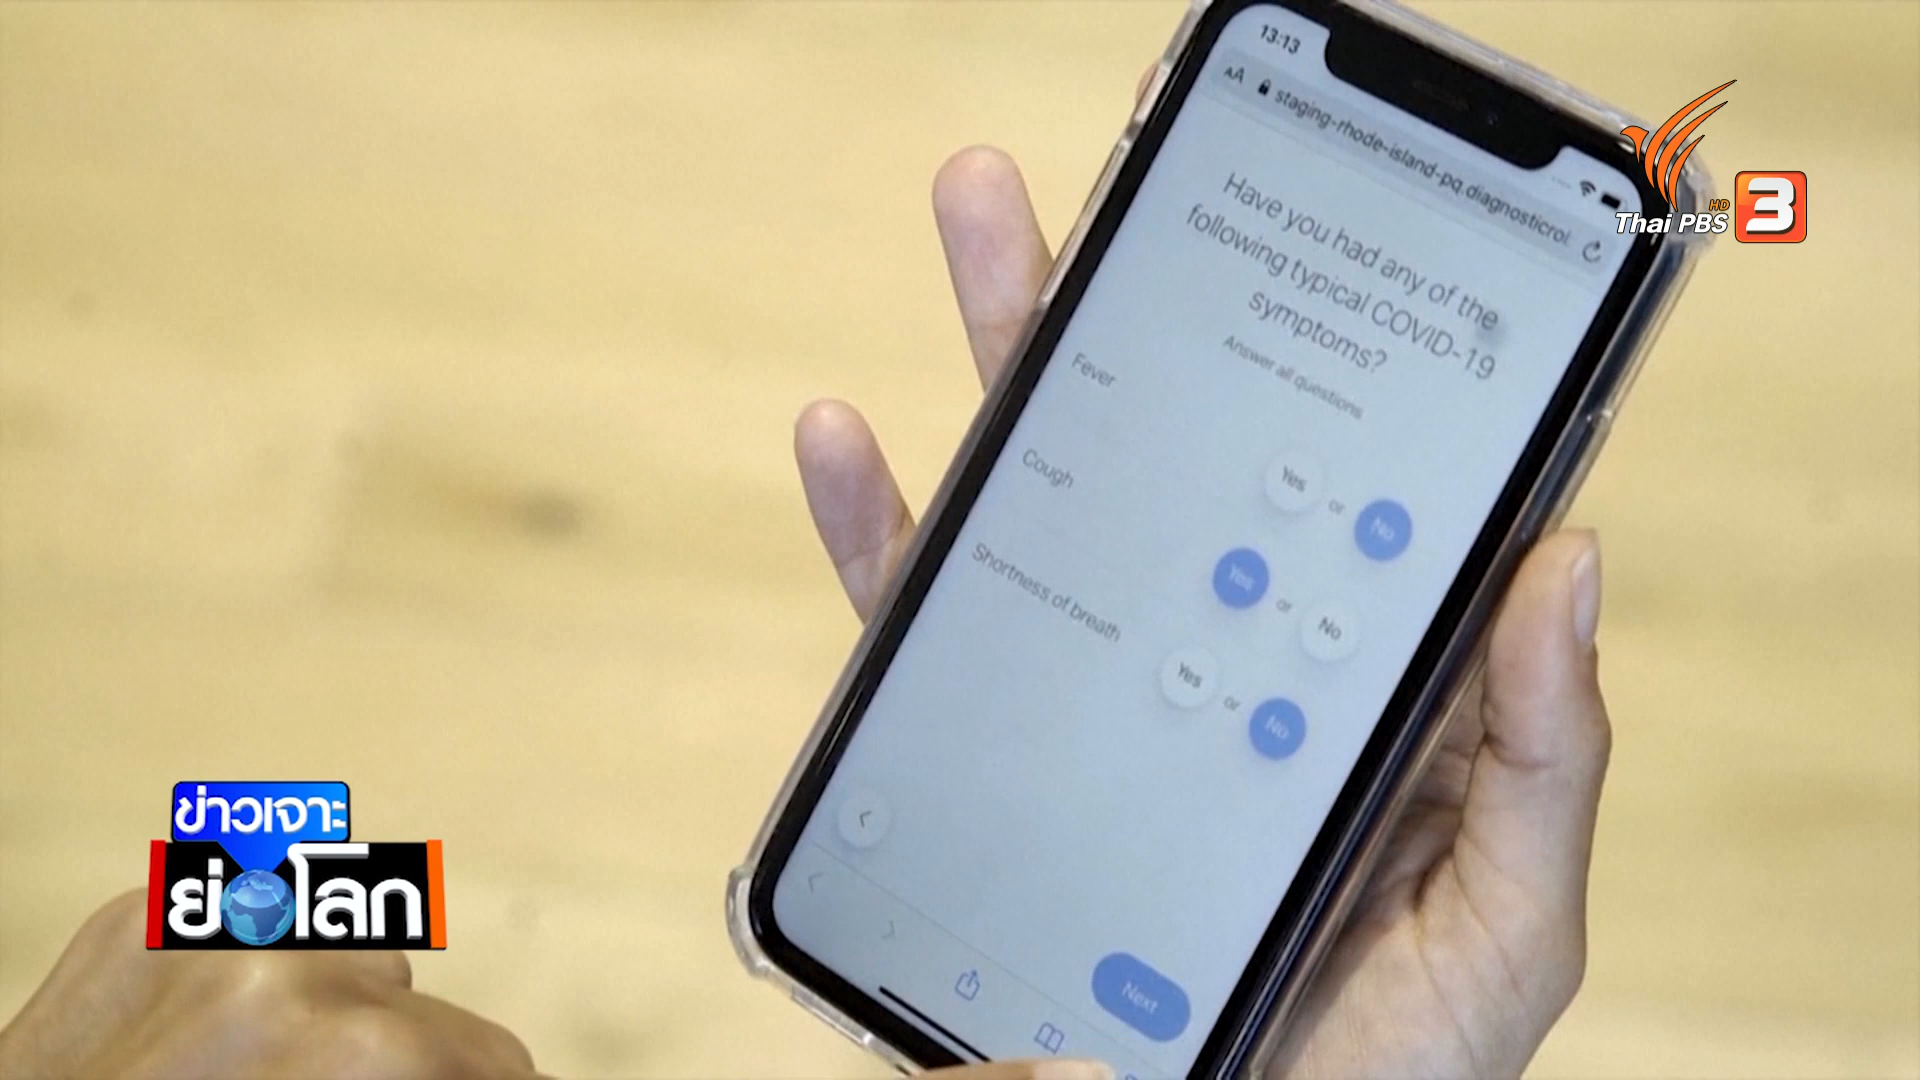 13:13
AA staging-rhode-island-pq.diagnosticrob
Have you had any of the
following typical COVID-19
symptoms?
Answer all questions
Fever
Yes or No
Cough
Yes or No
Shortness of breath
Yes or No
Next
HD
Thai PBS 3
ข่าวเจาะ
ย่อโลก